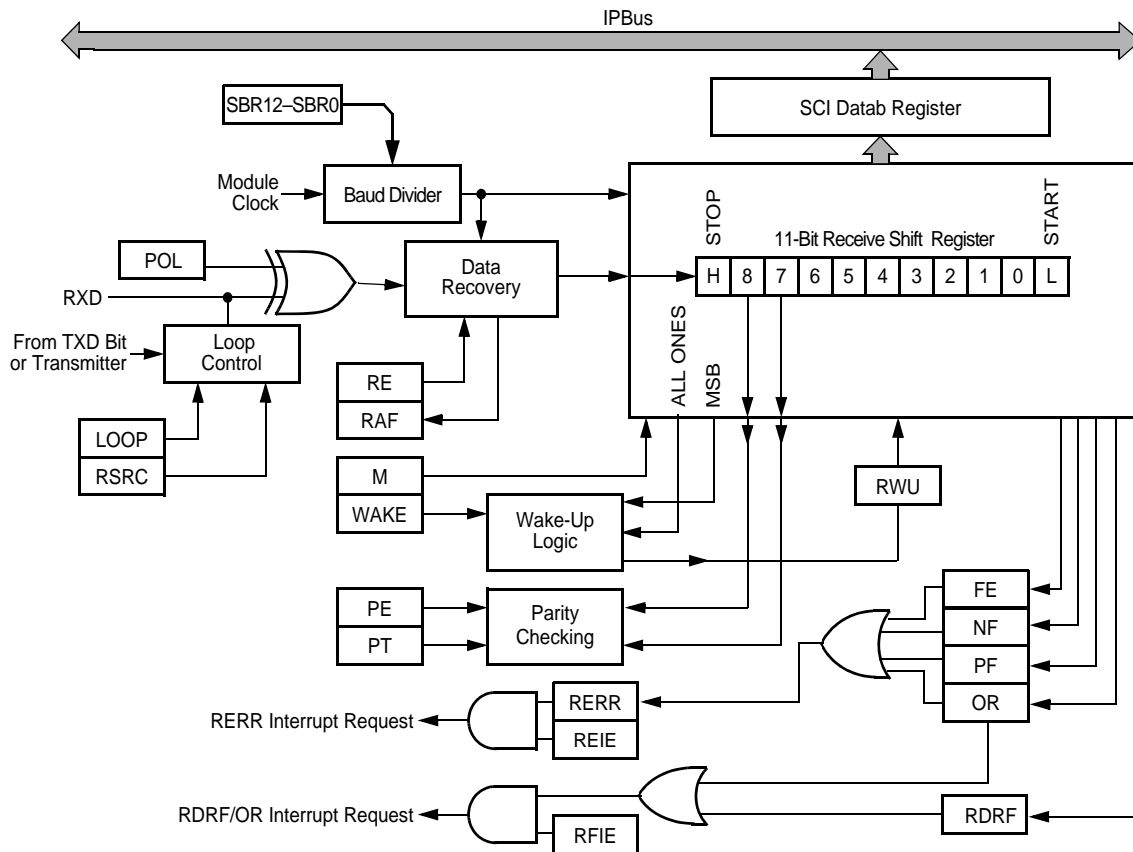 IPBus
SCI Datab Register
SBR12–SBR0
Module
Clock
Baud Divider
STOP
START
11-Bit Receive Shift Register
H 8 7 6 5 4 3 2 1 0 L
POL
Data
Recovery
RXD
From TXD Bit
or Transmitter
Loop
Control
ALL ONES
MSB
RE
RAF
LOOP
RSRC
M
WAKE
Wake-Up
Logic
RWU
PE
PT
Parity
Checking
FE
NF
PF
OR
RERR
REIE
RERR Interrupt Request
RDRF/OR Interrupt Request
RFIE
RDRF